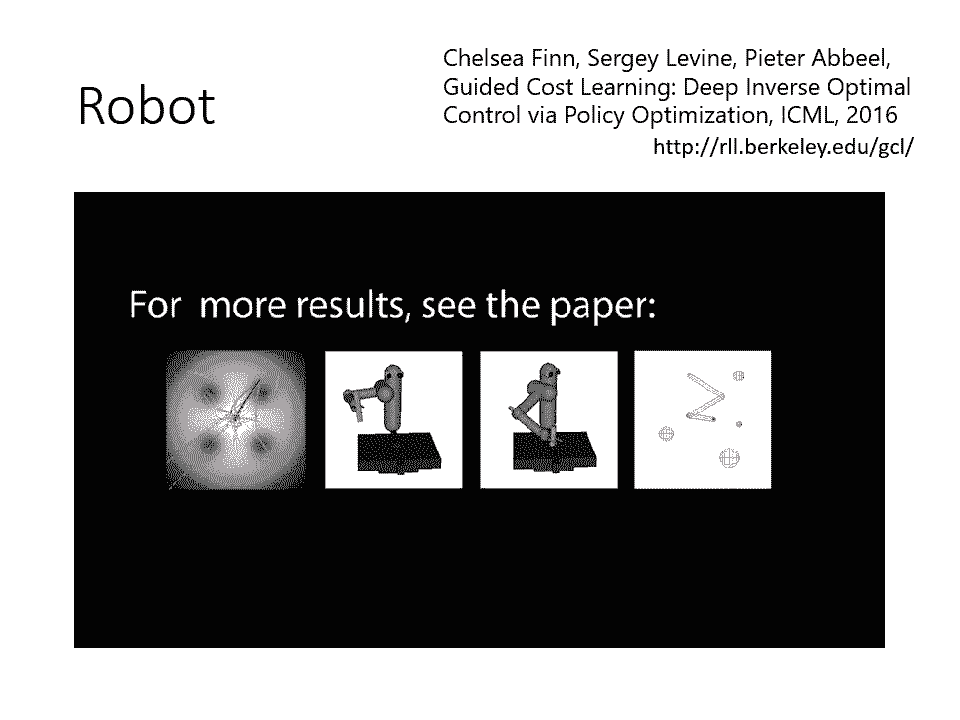 Robot
Chelsea Finn, Sergey Levine, Pieter Abbeel,
Guided Cost Learning: Deep Inverse Optimal
Control via Policy Optimization, ICML, 2016
http://rll.berkeley.edu/gcl/
For more results, see the paper: